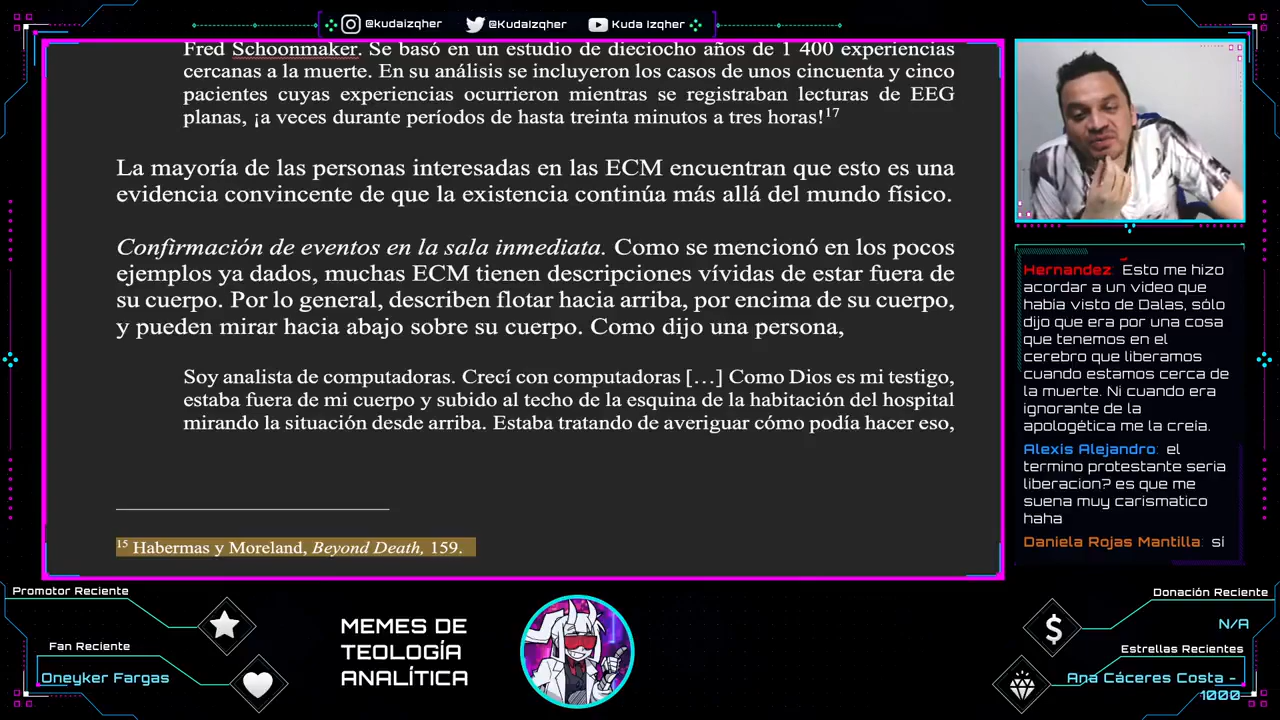 @kudaizqher
@KudaIzqher
Kuda Izqher
Fred Schoonmaker. Se basó en un estudio de dieciocho años de 1 400 experiencias
cercanas a la muerte. En su análisis se incluyeron los casos de unos cincuenta y cinco
pacientes cuyas experiencias ocurrieron mientras se registraban lecturas de EEG
planas, ¡a veces durante períodos de hasta treinta minutos a tres horas!17
La mayoría de las personas interesadas en las ECM encuentran que esto es una
evidencia convincente de que la existencia continúa más allá del mundo físico.
Confirmación de eventos en la sala inmediata. Como se mencionó en los pocos
ejemplos ya dados, muchas ECM tienen descripciones vívidas de estar fuera de
su cuerpo. Por lo general, describen flotar hacia arriba, por encima de su cuerpo,
y pueden mirar hacia abajo sobre su cuerpo. Como dijo una persona,
Soy analista de computadoras. Crecí con computadoras […] Como Dios es mi testigo,
estaba fuera de mi cuerpo y subido al techo de la esquina de la habitación del hospital
mirando la situación desde arriba. Estaba tratando de averiguar cómo podía hacer eso,
15 Habermas y Moreland, Beyond Death, 159.
Hernandez: Esto me hizo
acordar a un video que
había visto de Dalas, sólo
dijo que era por una cosa
que tenemos en el
cerebro que liberamos
cuando estamos cerca de
la muerte. Ni cuando era
ignorante de la
apologética me la creía.
Alexis Alejandro: el
termino protestante seria
liberacion? es que me
suena muy carismatico
haha
Daniela Rojas Mantilla: sí
Promotor Reciente
Fan Reciente
Oneyker Fargas
MEMES DE
TEOLOGÍA
ANALÍTICA
Donación Reciente
N/A
Estrellas Recientes
Ana Cáceres Costa -
1000